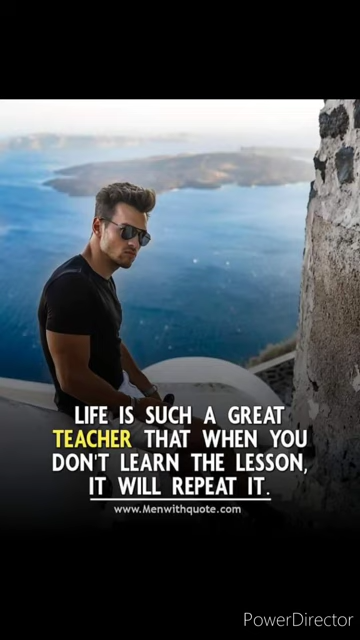 LIFE IS SUCH A GREAT
TEACHER THAT WHEN YOU
DON'T LEARN THE LESSON,
IT WILL REPEAT IT.
www.Menwithquote.com
PowerDirector